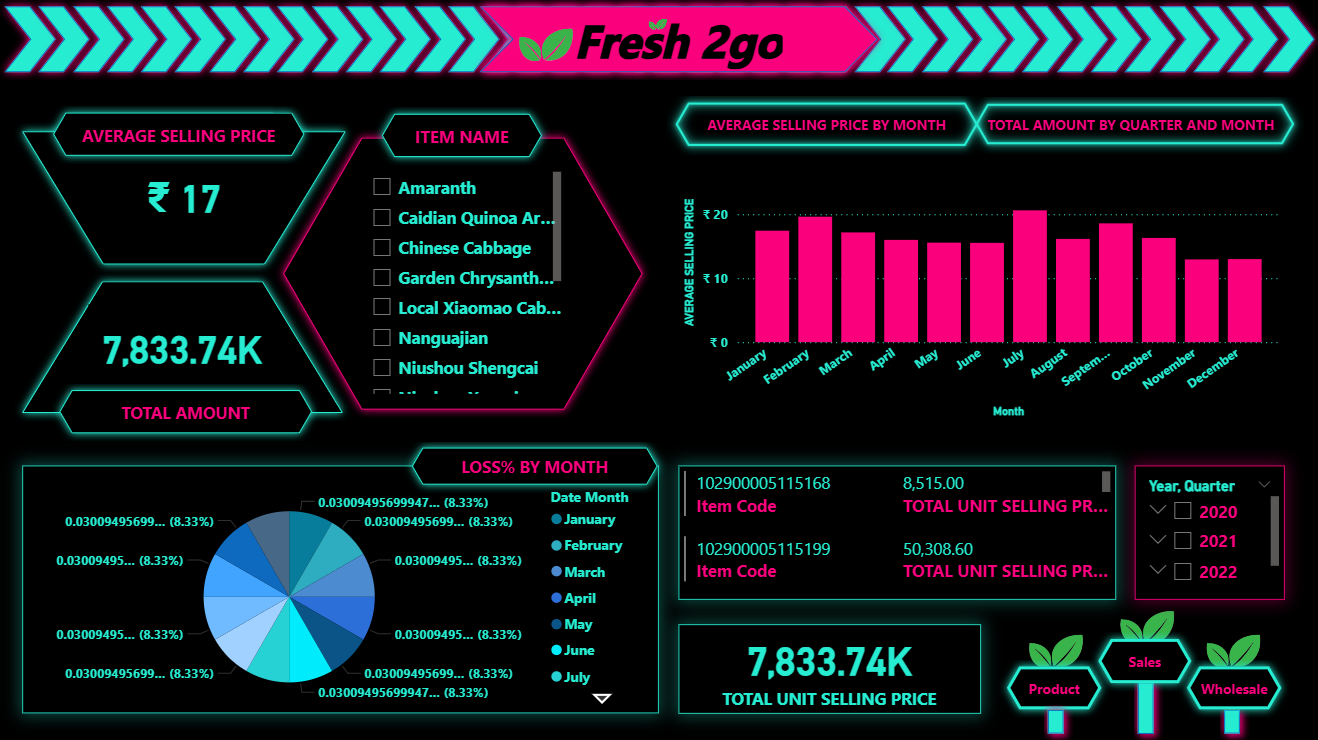 Fresh 2go
AVERAGE SELLING PRICE
₹ 17
7,833.74K
TOTAL AMOUNT
ITEM NAME
Amaranth
Caidian Quinoa Ar...
Chinese Cabbage
Garden Chrysanth...
Local Xiaomao Cab...
Nanguajian
Niushou Shengcai
AVERAGE SELLING PRICE BY MONTH
TOTAL AMOUNT BY QUARTER AND MONTH
AVERAGE SELLING PRICE
₹ 20
₹ 10
₹ 0
January
February
March
April
May
June
July
August
Septem...
October
November
December
Month
LOSS% BY MONTH
0.03009495699947... (8.33%)
0.03009495699... (8.33%)
0.03009495... (8.33%)
0.03009495... (8.33%)
0.03009495699... (8.33%)
0.03009495699947... (8.33%)
0.03009495699... (8.33%)
0.03009495... (8.33%)
0.03009495... (8.33%)
0.03009495699... (8.33%)
Date Month
January
February
March
April
May
June
July
102900005115168 8,515.00
Item Code TOTAL UNIT SELLING PR...
102900005115199 50,308.60
Item Code TOTAL UNIT SELLING PR...
Year, Quarter
2020
2021
2022
7,833.74K
TOTAL UNIT SELLING PRICE
Product
Sales
Wholesale